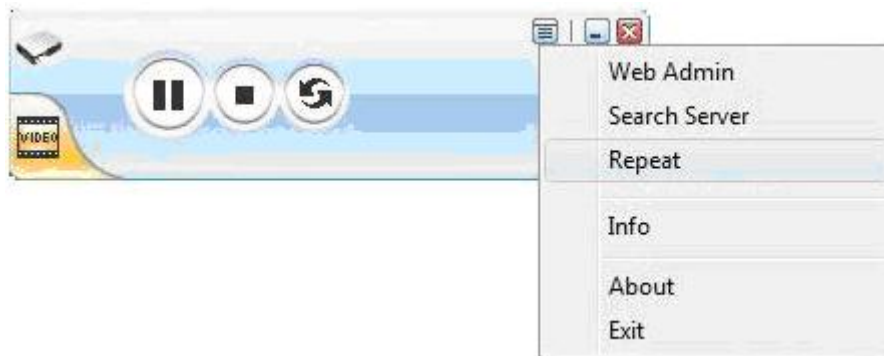 VIDEO
Web Admin
Search Server
Repeat
Info
About
Exit